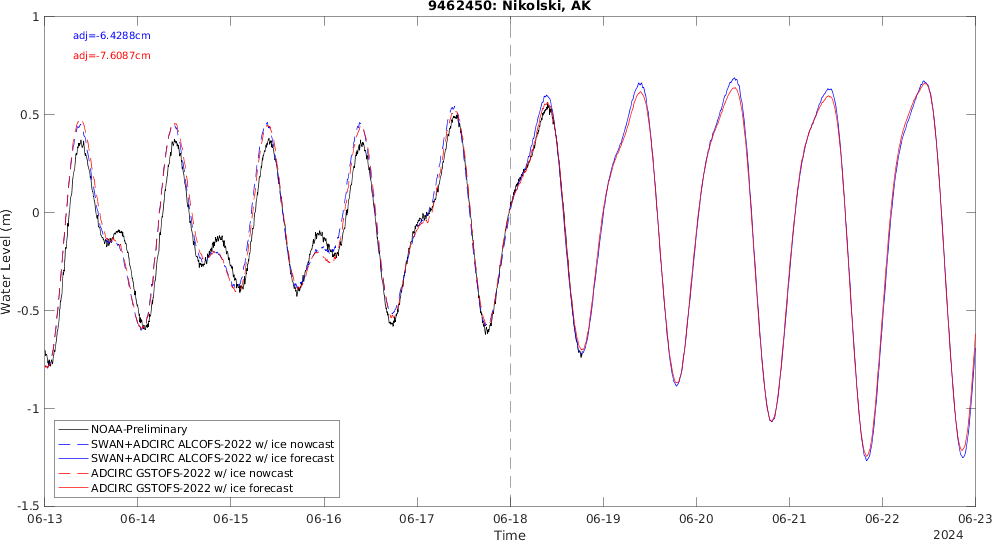 9462450: Nikolski, AK
adj=-6.4288cm
adj=-7.6087cm
1
0.5
0
-0.5
-1
-1.5
Water Level (m)
NOAA-Preliminary
SWAN+ADCIRC ALCOFS-2022 w/ ice nowcast
SWAN+ADCIRC ALCOFS-2022 w/ ice forecast
ADCIRC GSTOFS-2022 w/ ice nowcast
ADCIRC GSTOFS-2022 w/ ice forecast
06-13 06-14 06-15 06-16 06-17 06-18 06-19 06-20 06-21 06-22 06-23
Time
2024